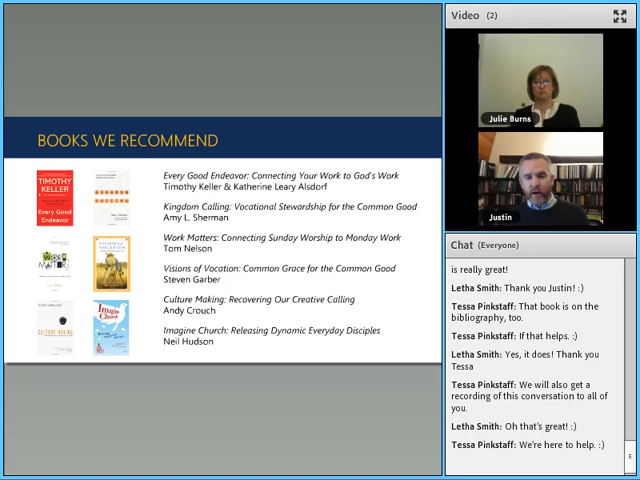 BOOKS WE RECOMMEND
TIMOTHY
KELLER
Every Good
Endeavor
Imagine
Church
Every Good Endeavor: Connecting Your Work to God's Work
Timothy Keller & Katherine Leary Alsdorf
Kingdom Calling: Vocational Stewardship for the Common Good
Amy L. Sherman
Work Matters: Connecting Sunday Worship to Monday Work
Tom Nelson
Visions of Vocation: Common Grace for the Common Good
Steven Garber
Culture Making: Recovering Our Creative Calling
Andy Crouch
Imagine Church: Releasing Dynamic Everyday Disciples
Neil Hudson
Video (2)
Julie Burns
Justin
Chat (Everyone)
is really great!
Letha Smith: Thank you Justin! :)
Tessa Pinkstaff: That book is on the
bibliography, too.
Tessa Pinkstaff: If that helps. :)
Letha Smith: Yes, it does! Thank you
Tessa
Tessa Pinkstaff: We will also get a
recording of this conversation to all of
you.
Letha Smith: Oh that's great! :)
Tessa Pinkstaff: We're here to help. :)